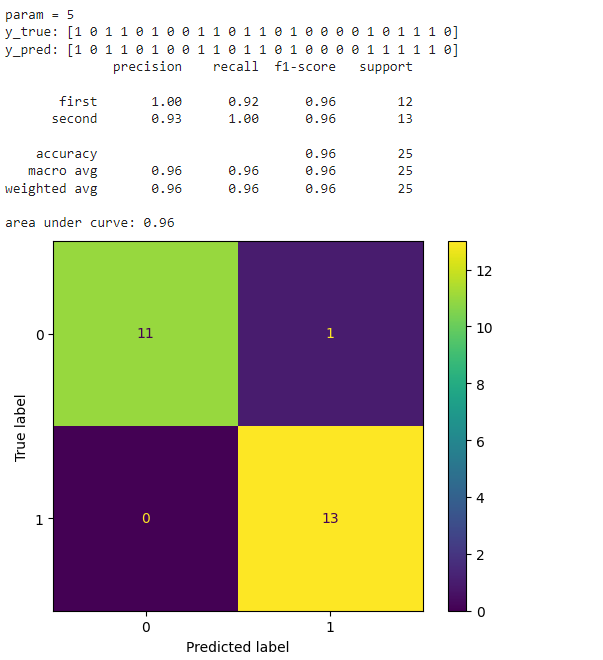 param = 5
y_true: [1 0 1 1 0 1 0 0 1 1 0 1 1 0 1 0 0 0 0 1 0 1 1 1 0]
y_pred: [1 0 1 1 0 1 0 0 1 1 0 1 1 0 1 0 0 0 0 1 1 1 1 1 0]
precision recall f1-score support
first 1.00 0.92 0.96 12
second 0.93 1.00 0.96 13
accuracy 0.96 25
macro avg 0.96 0.96 0.96 25
weighted avg 0.96 0.96 0.96 25
area under curve: 0.96
12
10
8
6
4
2
0
True label
0
1
11 1
0 13
0 1
Predicted label